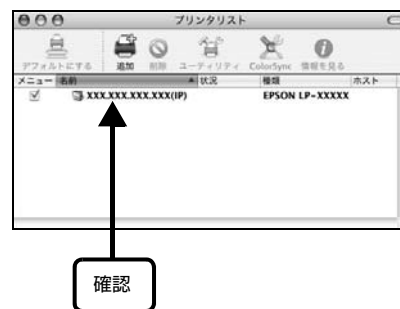 プリンタリスト
デフォルトにする 追加 削除 ユーティリティ ColorSync 情報を見る
メニュー 名前 状況 種類 ホスト
XXX.XXX.XXX.XXX(IP) EPSON LP-XXXXX
確認